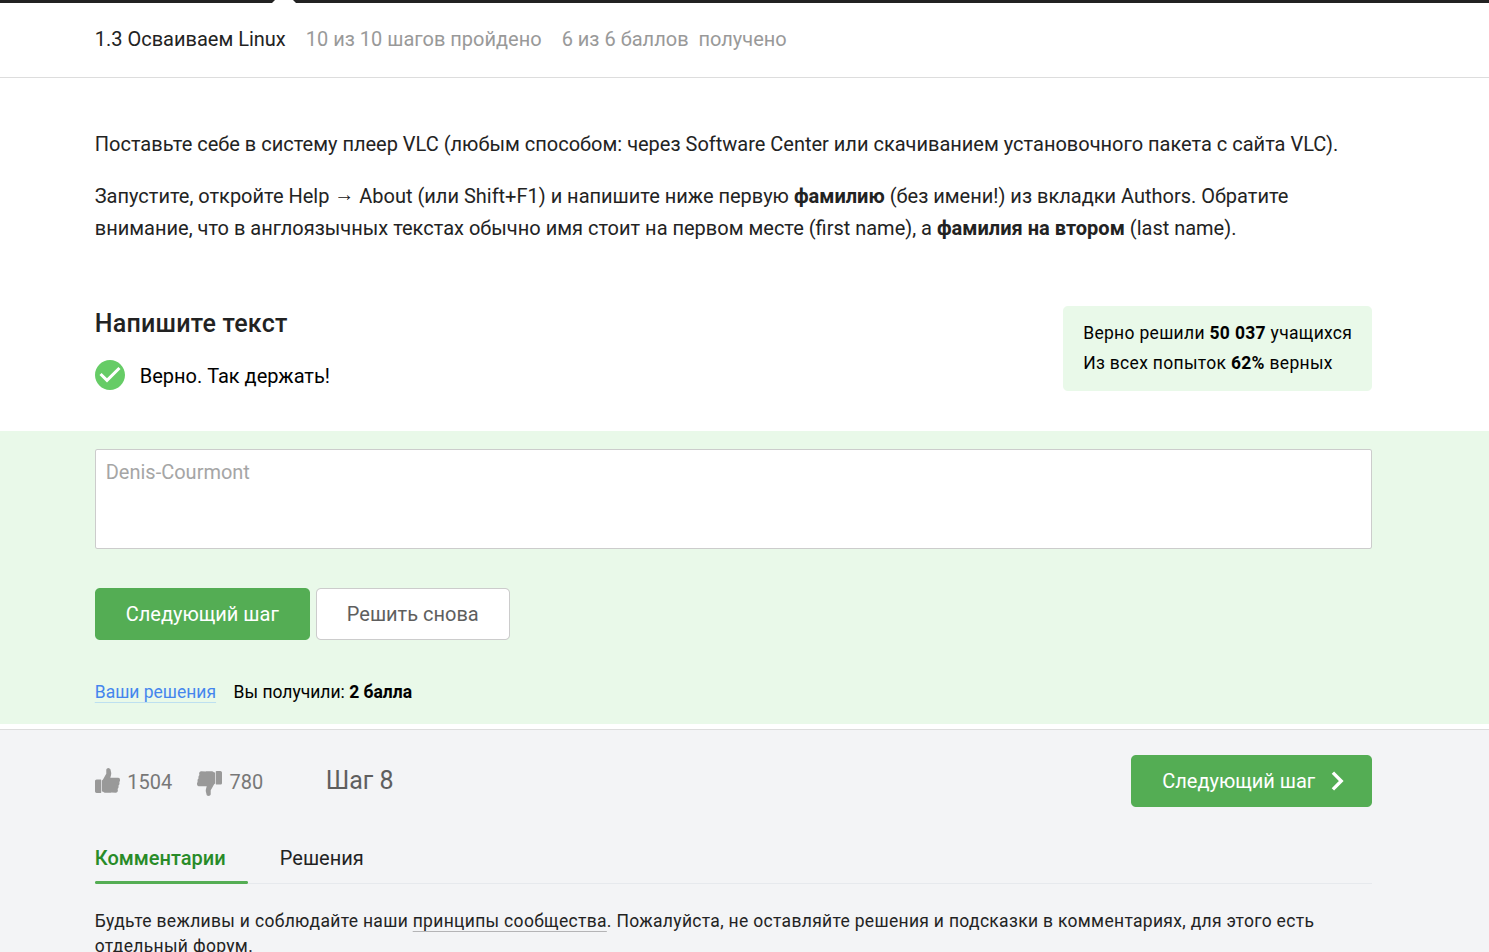 1.3 Осваиваем Linux 10 из 10 шагов пройдено 6 из 6 баллов получено
Поставьте себе в систему плеер VLC (любым способом: через Software Center или скачиванием установочного пакета с сайта VLC).
Запустите, откройте Help → About (или Shift+F1) и напишите ниже первую фамилию (без имени!) из вкладки Authors. Обратите
внимание, что в англоязычных текстах обычно имя стоит на первом месте (first name), а фамилия на втором (last name).
Напишите текст
Верно. Так держать!
Верно решили 50 037 учащихся
Из всех попыток 62% верных
Denis-Courmont
Следующий шаг Решить снова
Ваши решения Вы получили: 2 балла
1504 780 Шаг 8 Следующий шаг
Комментарии Решения
Будьте вежливы и соблюдайте наши принципы сообщества. Пожалуйста, не оставляйте решения и подсказки в комментариях, для этого есть
отдельный форум.